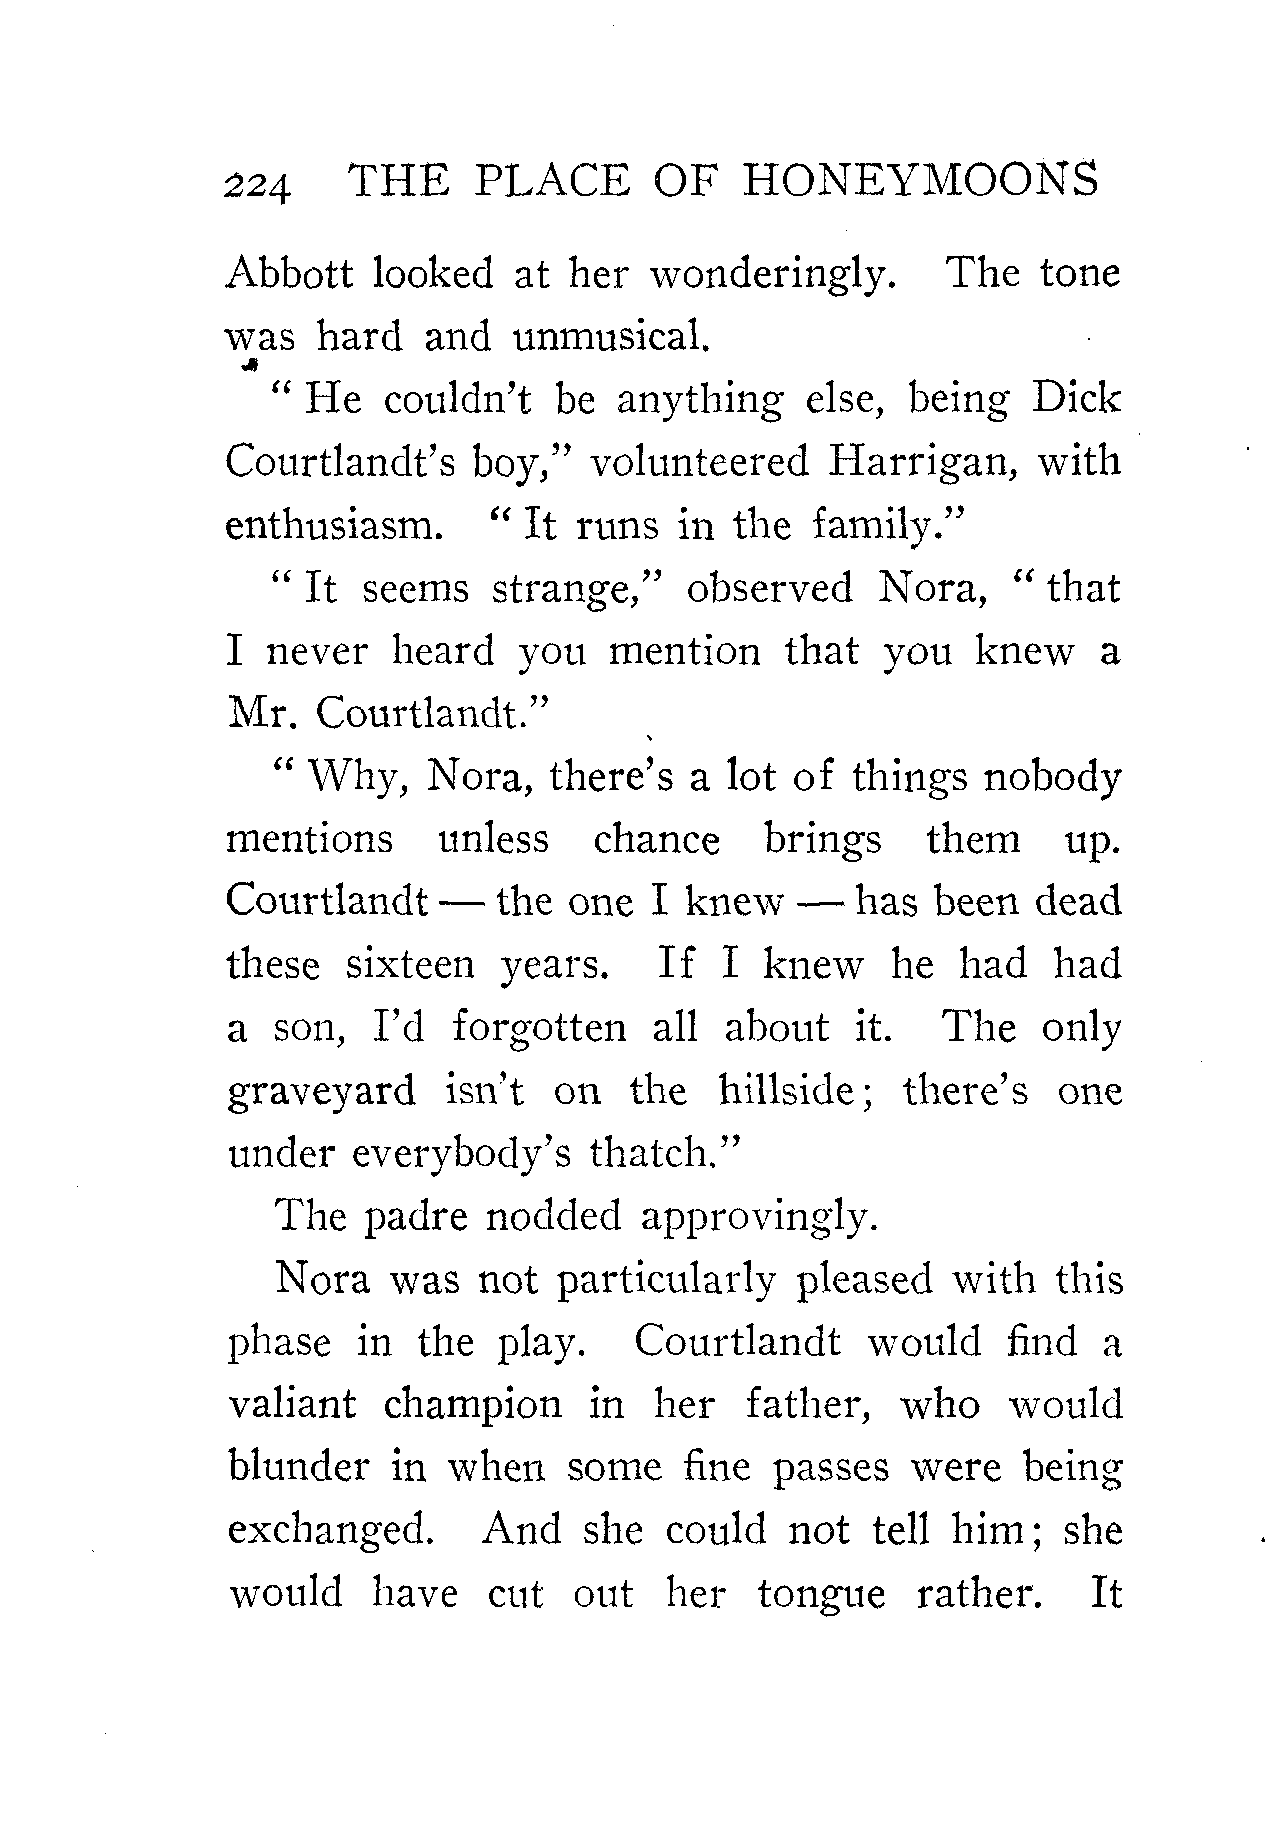 224 THE PLACE OF HONEYMOONS
Abbott looked at her wonderingly. The tone
was hard and unmusical.
" He couldn't be anything else, being Dick
Courtlandt's boy," volunteered Harrigan, with
enthusiasm. " It runs in the family."
" It seems strange," observed Nora, " that
I never heard you mention that you knew a
Mr. Courtlandt."
" Why, Nora, there's a lot of things nobody
mentions unless chance brings them up.
Courtlandt — the one I knew — has been dead
these sixteen years. If I knew he had had
a son, I'd forgotten all about it. The only
graveyard isn't on the hillside; there's one
under everybody's thatch."
The padre nodded approvingly.
Nora was not particularly pleased with this
phase in the play. Courtlandt would find a
valiant champion in her father, who would
blunder in when some fine passes were being
exchanged. And she could not tell him; she
would have cut out her tongue rather. It